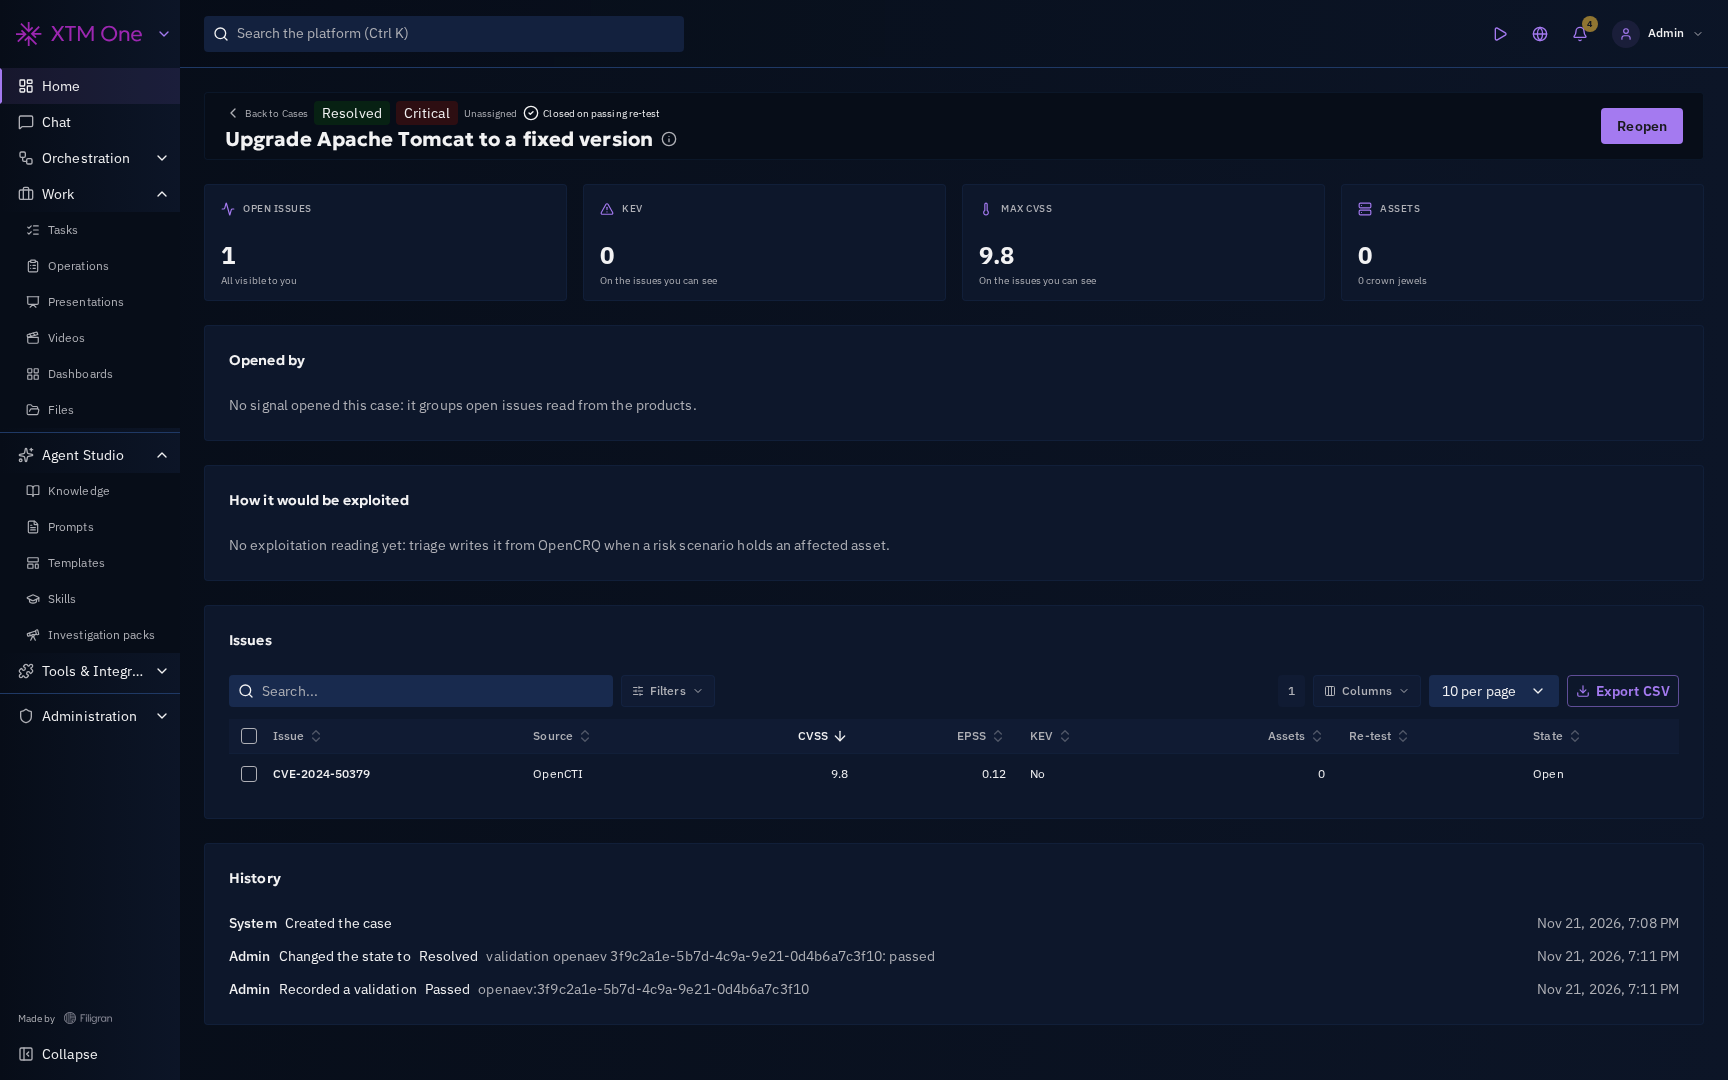 XTM One
Search the platform (Ctrl K)
4
Admin
Home
Chat
Orchestration
Work
Tasks
Operations
Presentations
Videos
Dashboards
Files
Agent Studio
Knowledge
Prompts
Templates
Skills
Investigation packs
Tools & Integr...
Administration
Made by Filigran
Collapse
Back to Cases Resolved Critical Unassigned Closed on passing re-test
Upgrade Apache Tomcat to a fixed version
Reopen
OPEN ISSUES
1
All visible to you
KEV
0
On the issues you can see
MAX CVSS
9.8
On the issues you can see
ASSETS
0
0 crown jewels
Opened by
No signal opened this case: it groups open issues read from the products.
How it would be exploited
No exploitation reading yet: triage writes it from OpenCRQ when a risk scenario holds an affected asset.
Issues
Search... Filters 1 Columns 10 per page Export CSV
Issue Source CVSS EPSS KEV Assets Re-test State
CVE-2024-50379 OpenCTI 9.8 0.12 No 0 Open
History
System Created the case Nov 21, 2026, 7:08 PM
Admin Changed the state to Resolved validation openaev 3f9c2a1e-5b7d-4c9a-9e21-0d4b6a7c3f10: passed Nov 21, 2026, 7:11 PM
Admin Recorded a validation Passed openaev:3f9c2a1e-5b7d-4c9a-9e21-0d4b6a7c3f10 Nov 21, 2026, 7:11 PM